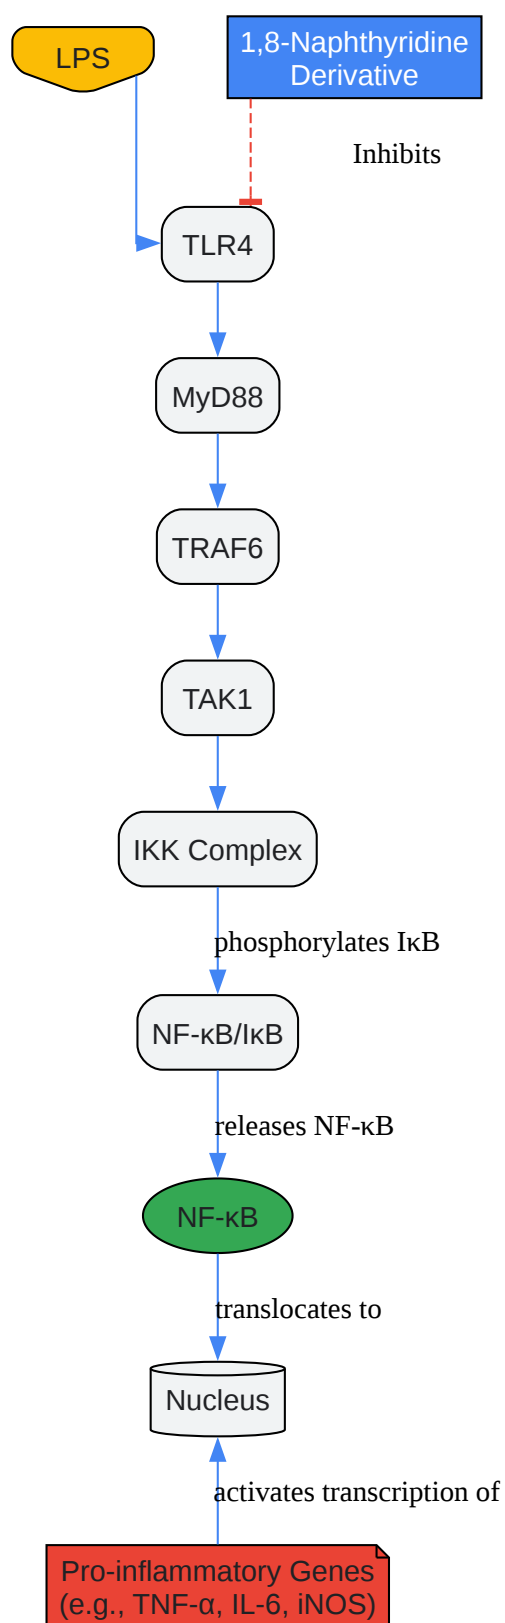 LPS
1,8-Naphthyridine
Derivative
Inhibits
TLR4
MyD88
TRAF6
TAK1
IKK Complex
phosphorylates IκB
NF-κB/IκB
releases NF-κB
NF-κB
translocates to
Nucleus
activates transcription of
Pro-inflammatory Genes
(e.g., TNF-α, IL-6, iNOS)